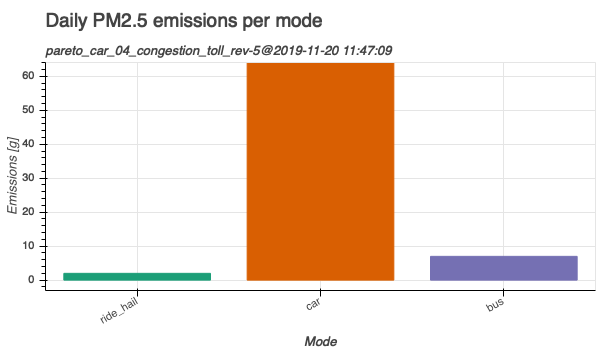 Daily PM2.5 emissions per mode
pareto_car_04_congestion_toll_rev-5@2019-11-20 11:47:09
Emissions [g]
60
50
40
30
20
10
0
ride_hail
car
bus
Mode